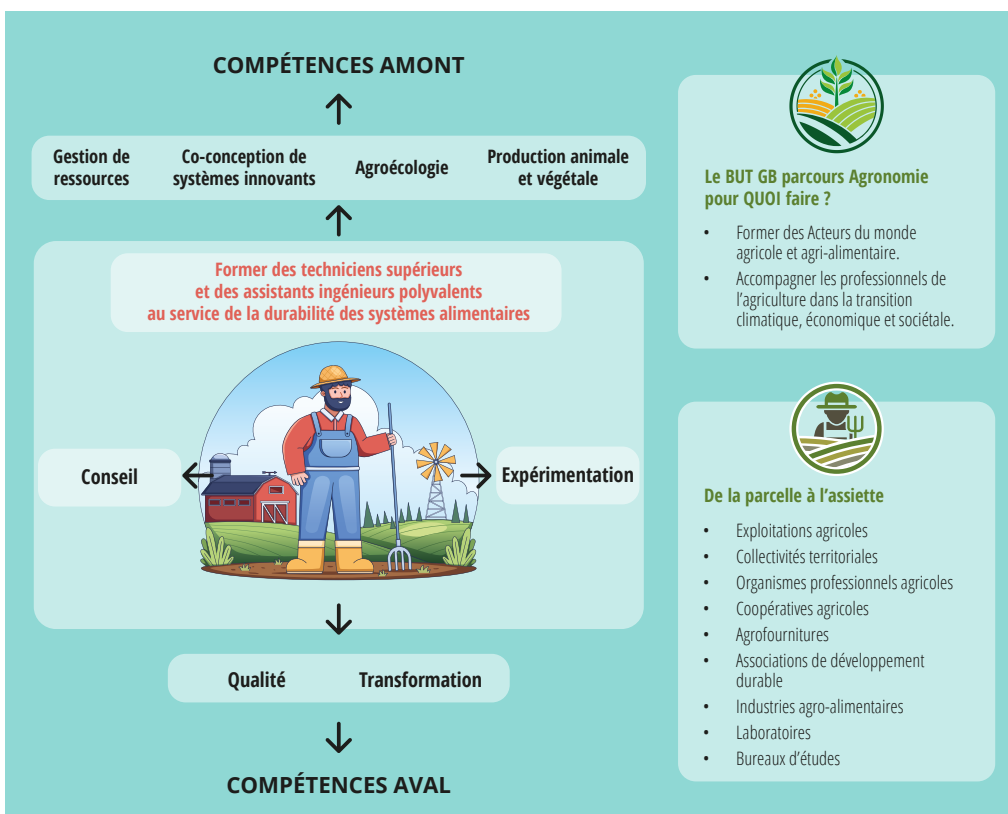 COMPÉTENCES AMONT
Gestion de
ressources
Co-conception de
systèmes innovants
Agroécologie
Production animale
et végétale
Former des techniciens supérieurs
et des assistants ingénieurs polyvalents
au service de la durabilité des systèmes alimentaires
Conseil
Expérimentation
Qualité
Transformation
COMPÉTENCES AVAL
Le BUT GB parcours Agronomie
pour QUOI faire ?
• Former des Acteurs du monde
agricole et agri-alimentaire.
• Accompagner les professionnels de
l’agriculture dans la transition
climatique, économique et sociétale.
De la parcelle à l’assiette
• Exploitations agricoles
• Collectivités territoriales
• Organismes professionnels agricoles
• Coopératives agricoles
• Agrofournitures
• Associations de développement
durable
• Industries agro-alimentaires
• Laboratoires
• Bureaux d’études